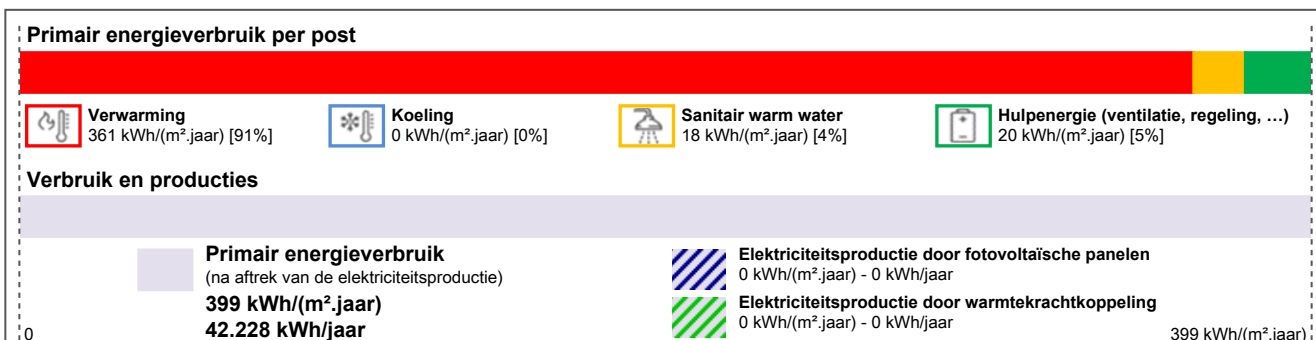 Primair energieverbruik per post
Verwarming
361 kWh/(m².jaar) [91%]
Koeling
0 kWh/(m².jaar) [0%]
Sanitair warm water
18 kWh/(m².jaar) [4%]
Hulpenergie (ventilatie, regeling, …)
20 kWh/(m².jaar) [5%]
Verbruik en producties
Primair energieverbruik
(na aftrek van de elektriciteitsproductie)
399 kWh/(m².jaar)
42.228 kWh/jaar
Elektriciteitsproductie door fotovoltaïsche panelen
0 kWh/(m².jaar) - 0 kWh/jaar
Elektriciteitsproductie door warmtekrachtkoppeling
0 kWh/(m².jaar) - 0 kWh/jaar
0
399 kWh/(m².jaar)